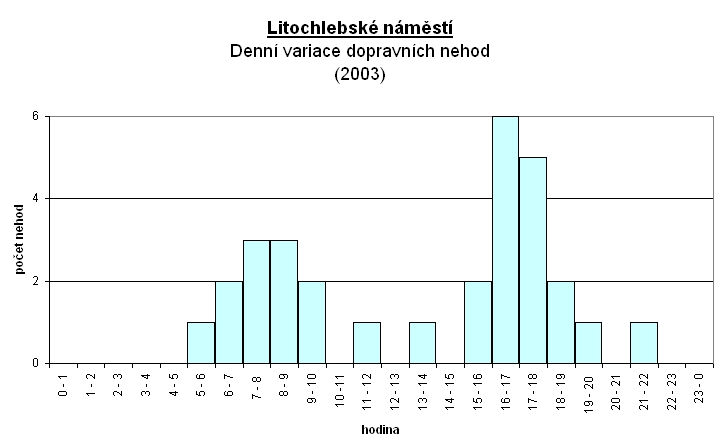 Litochlebské náměstí
Denní variace dopravních nehod
(2003)
počet nehod
6
4
2
0
0 - 1
1 - 2
2 - 3
3 - 4
4 - 5
5 - 6
6 - 7
7 - 8
8 - 9
9 - 10
10 -11
11 - 12
12 - 13
13 - 14
14 - 15
15 - 16
16 - 17
17 - 18
18 - 19
19 - 20
20 - 21
21 - 22
22 - 23
23 - 0
hodina